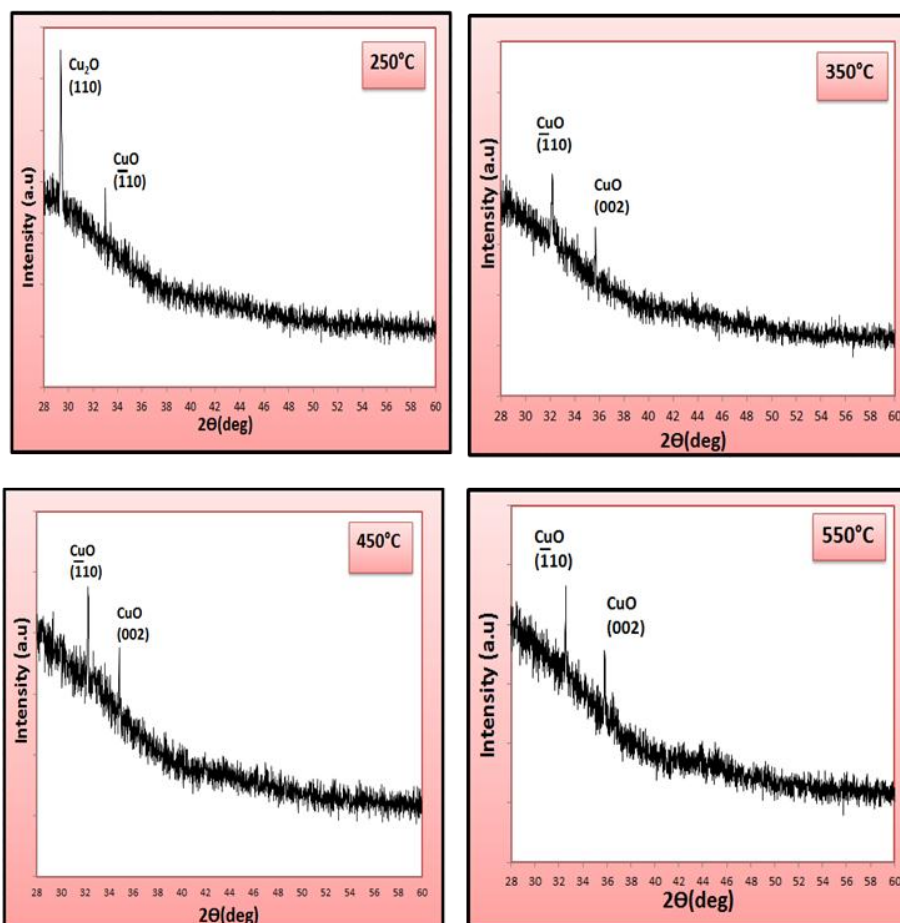 250°C
Cu₂O
(110)
CuO
(1̅10)
Intensity (a.u)
28 30 32 34 36 38 40 42 44 46 48 50 52 54 56 58 60
2Θ(deg)
350°C
CuO
(1̅10)
CuO
(002)
Intensity (a.u)
28 30 32 34 36 38 40 42 44 46 48 50 52 54 56 58 60
2Θ(deg)
450°C
CuO
(1̅10)
CuO
(002)
Intensity (a.u)
28 30 32 34 36 38 40 42 44 46 48 50 52 54 56 58 60
2Θ(deg)
550°C
CuO
(1̅10)
CuO
(002)
Intensity (a.u)
28 30 32 34 36 38 40 42 44 46 48 50 52 54 56 58 60
2Θ(deg)